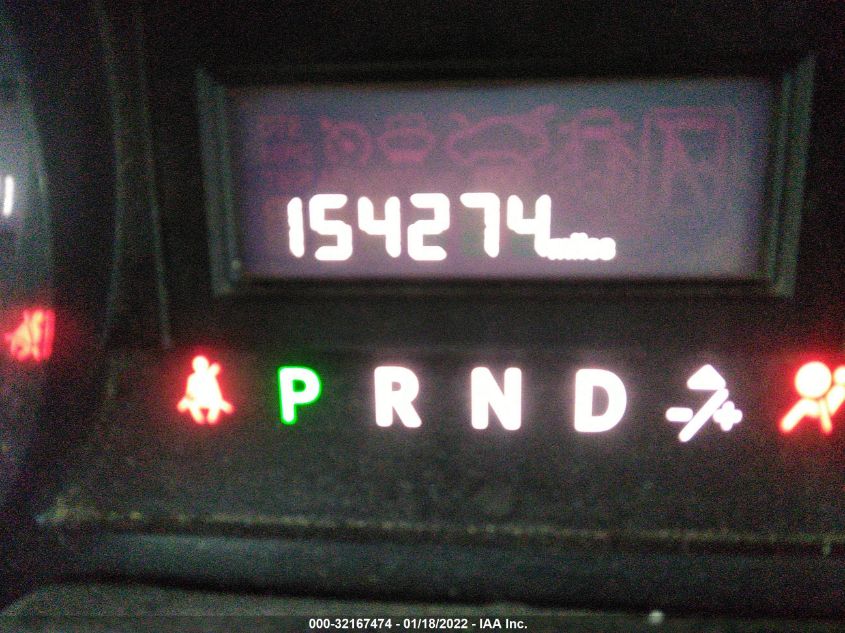 154274 miles
P R N D - +
000-32167474 - 01/18/2022 - IAA Inc.